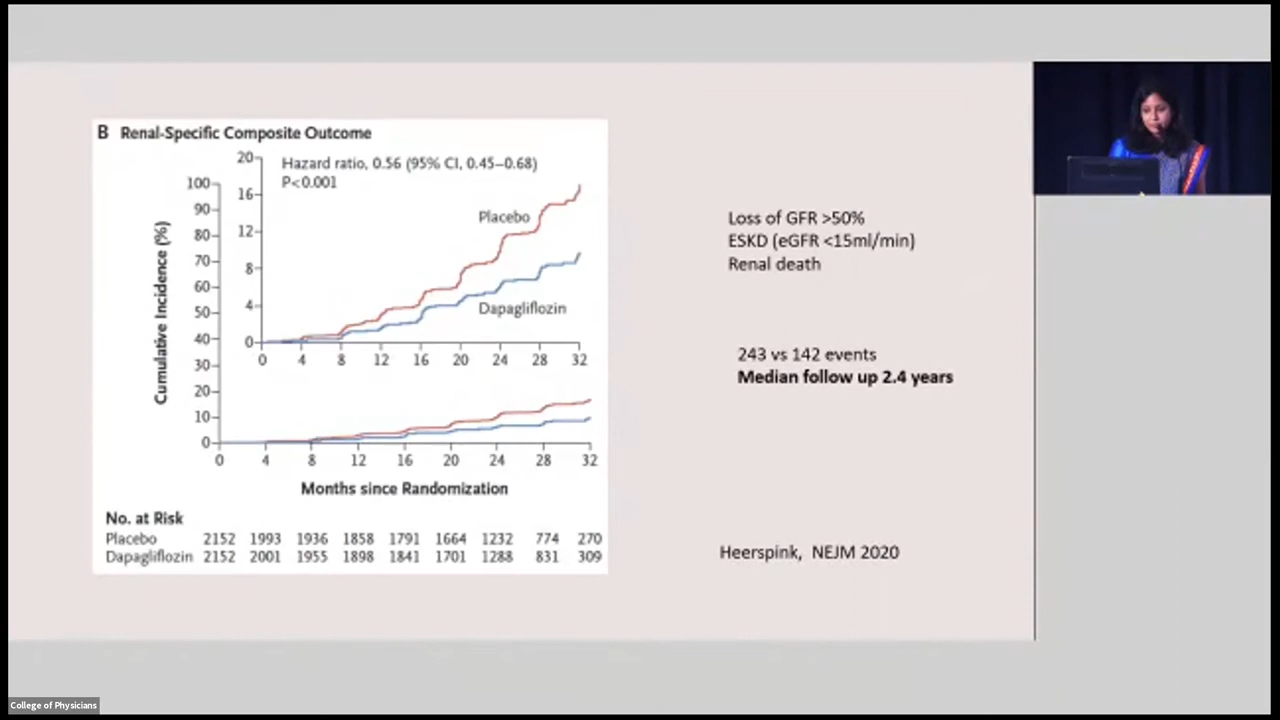 B Renal-Specific Composite Outcome
Hazard ratio, 0.56 (95% CI, 0.45–0.68)
P<0.001
Cumulative Incidence (%)
100
90
80
70
60
50
40
30
20
10
0
20
16
12
8
4
0
Placebo
Dapagliflozin
0 4 8 12 16 20 24 28 32
0 4 8 12 16 20 24 28 32
Months since Randomization
No. at Risk
Placebo 2152 1993 1936 1858 1791 1664 1232 774 270
Dapagliflozin 2152 2001 1955 1898 1841 1701 1288 831 309
Loss of GFR >50%
ESKD (eGFR <15ml/min)
Renal death
243 vs 142 events
Median follow up 2.4 years
Heerspink, NEJM 2020
College of Physicians